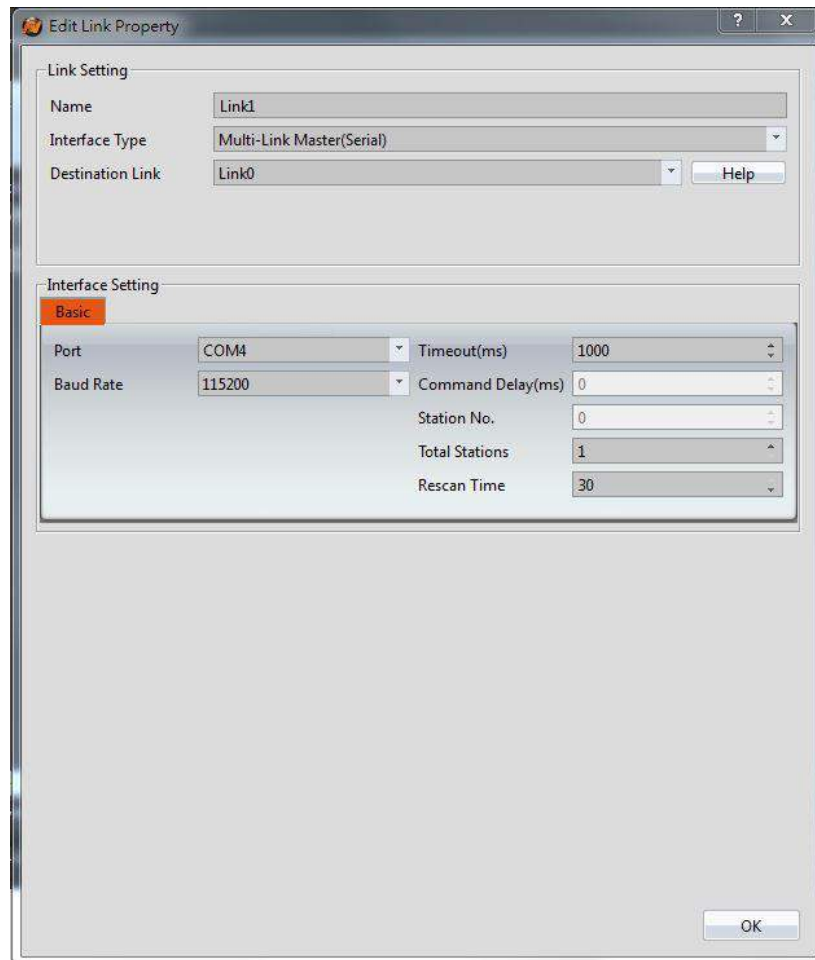 Edit Link Property
? X
Link Setting
Name Link1
Interface Type Multi-Link Master(Serial)
Destination Link Link0 Help
Interface Setting
Basic
Port COM4 Timeout(ms) 1000
Baud Rate 115200 Command Delay(ms) 0
Station No. 0
Total Stations 1
Rescan Time 30
OK